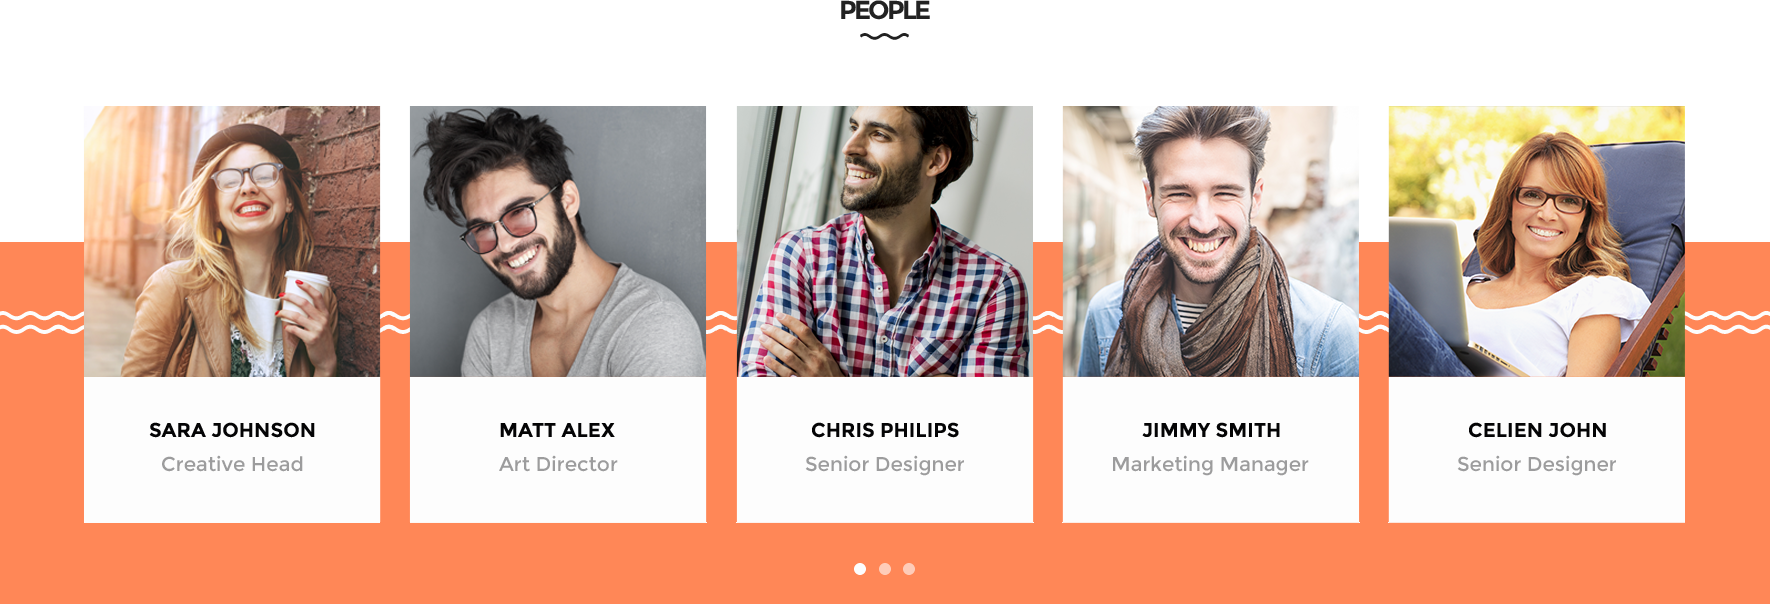 PEOPLE
SARA JOHNSON
Creative Head
MATT ALEX
Art Director
CHRIS PHILIPS
Senior Designer
JIMMY SMITH
Marketing Manager
CELIEN JOHN
Senior Designer